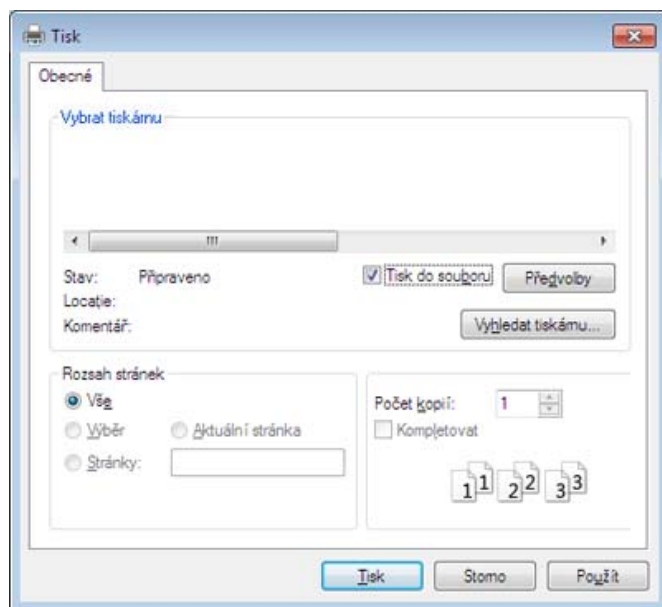 Tisk
Obecné
Vybrat tiskárnu
Stav: Připraveno
Tisk do souboru
Předvolby
Locaţie:
Komentář:
Vyhledat tiskárnu...
Rozsah stránek
Vše
Výběr
Aktuální stránka
Stránky:
Počet kopií: 1
Kompletovat
1 1 2 2 3 3
Tisk
Storno
Použít